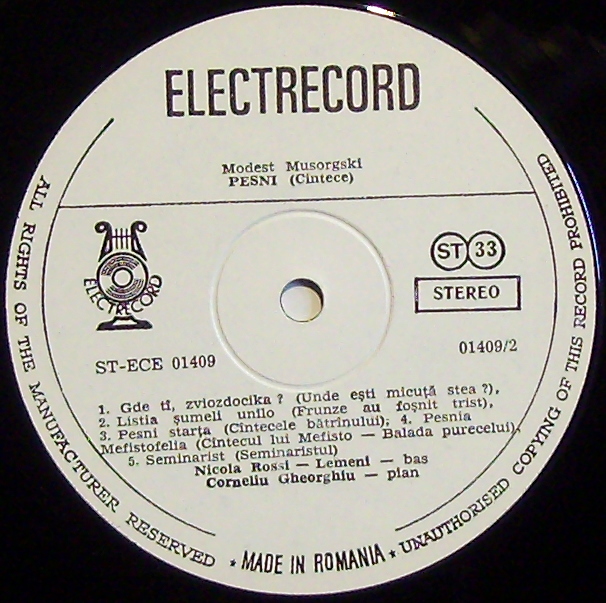 ELECTRECORD
Modest Musorgski
PESNI (Cîntece)
ELECTRECORD
ST 33
STEREO
ST-ECE 01409
01409/2
1. Gde tî, zviozdocika? (Unde ești micuță stea?),
2. Listia șumeli unilo (Frunze au foșnit trist),
3. Pesni starța (Cîntecele bătrînului); 4. Pesnia
Mefistofelia (Cîntecul lui Mefisto — Balada purecelui),
5. Seminarist (Seminaristul)
Nicola Rossi — Lemeni — bas
Corneliu Gheorghiu — pian
ALL RIGHTS OF THE MANUFACTURER RESERVED
★ MADE IN ROMANIA ★
UNAUTHORISED COPYING OF THIS RECORD PROHIBITED